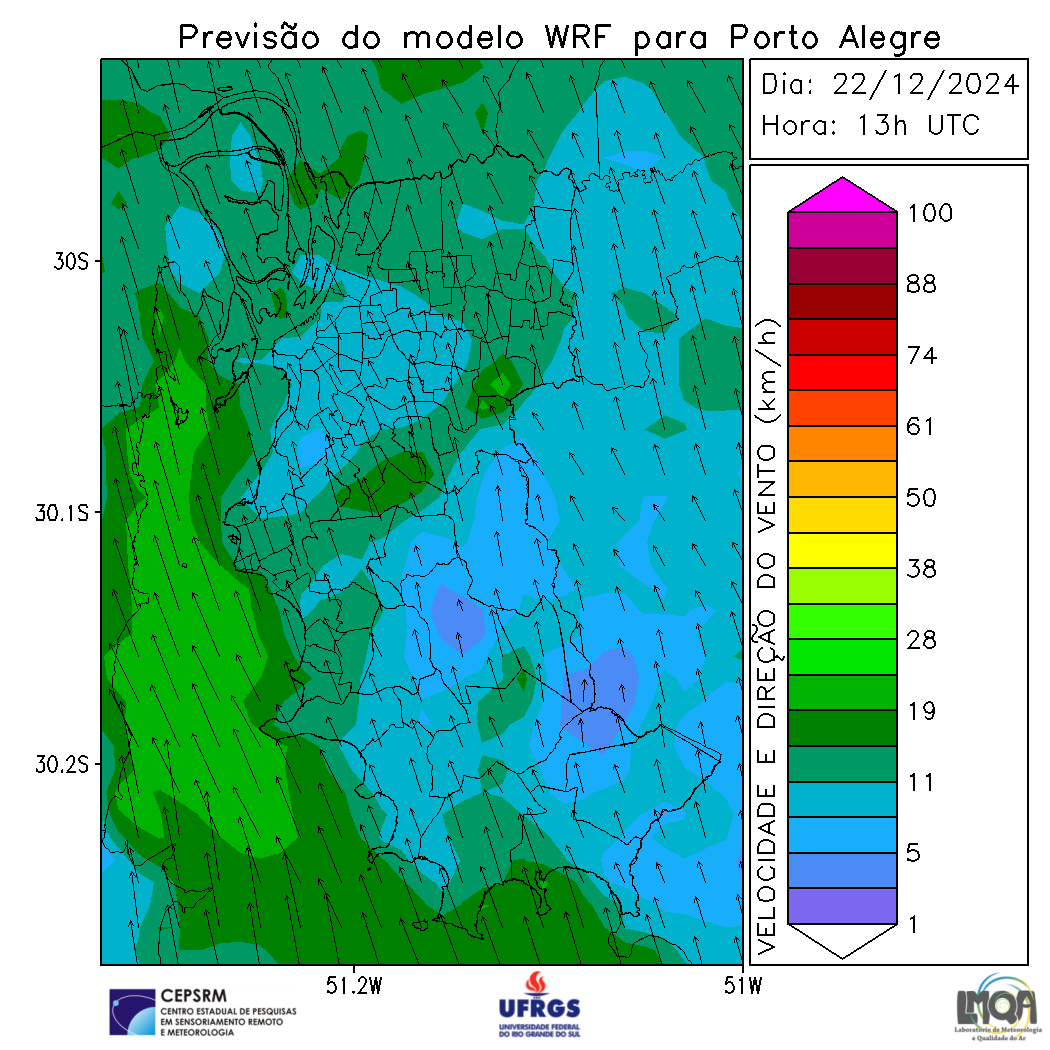 Previsão do modelo WRF para Porto Alegre
Dia: 22/12/2024
Hora: 13h UTC
30S
30.1S
30.2S
51.2W
51W
VELOCIDADE E DIREÇÃO DO VENTO (km/h)
100
88
74
61
50
38
28
19
11
5
1
CEPSRM
CENTRO ESTADUAL DE PESQUISAS
EM SENSORIAMENTO REMOTO
E METEOROLOGIA
UFRGS
UNIVERSIDADE FEDERAL
DO RIO GRANDE DO SUL
LMQA
Laboratório de Meteorologia
e Qualidade do Ar